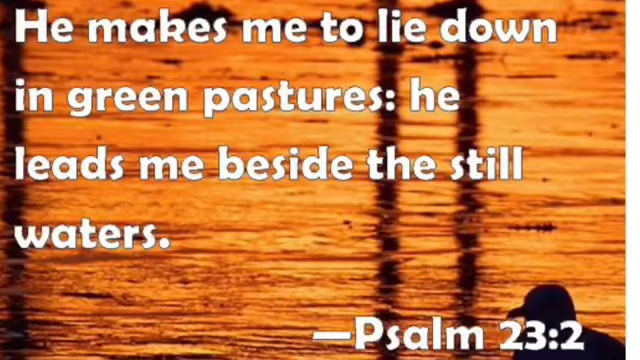 He makes me to lie down
in green pastures: he
leads me beside the still
waters.
—Psalm 23:2